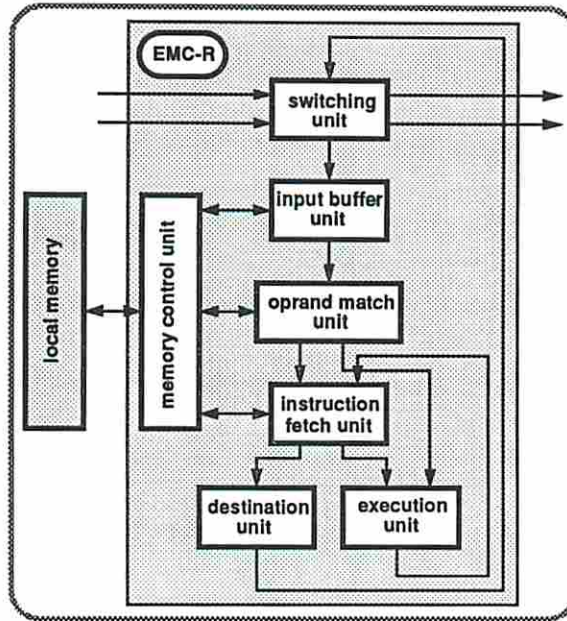 EMC-R
switching
unit
input buffer
unit
local memory
memory control unit
oprand match
unit
instruction
fetch unit
destination
unit
execution
unit